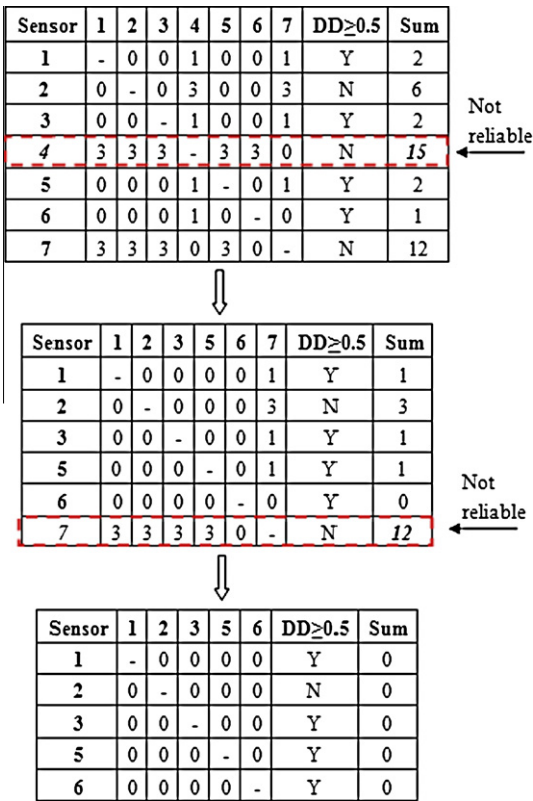 Sensor 1 2 3 4 5 6 7 DD≥0.5 Sum
1 - 0 0 1 0 0 1 Y 2
2 0 - 0 3 0 0 3 N 6
3 0 0 - 1 0 0 1 Y 2
4 3 3 3 - 3 3 0 N 15
5 0 0 0 1 - 0 1 Y 2
6 0 0 0 1 0 - 0 Y 1
7 3 3 3 0 3 0 - N 12
Not
reliable
Sensor 1 2 3 5 6 7 DD≥0.5 Sum
1 - 0 0 0 0 1 Y 1
2 0 - 0 0 0 3 N 3
3 0 0 - 0 0 1 Y 1
5 0 0 0 - 0 1 Y 1
6 0 0 0 0 - 0 Y 0
7 3 3 3 3 0 - N 12
Not
reliable
Sensor 1 2 3 5 6 DD≥0.5 Sum
1 - 0 0 0 0 Y 0
2 0 - 0 0 0 N 0
3 0 0 - 0 0 Y 0
5 0 0 0 - 0 Y 0
6 0 0 0 0 - Y 0